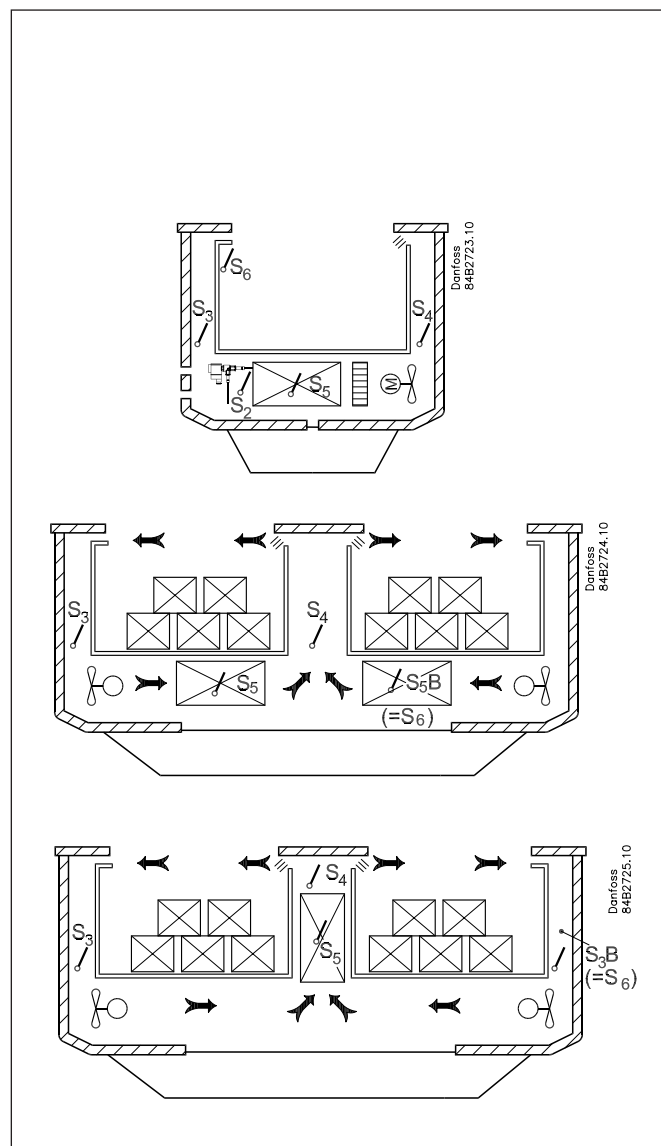 Danfoss
84B2723.10
S6
S3
S4
M
S5
S2
Danfoss
84B2724.10
S3
S4
S5
S5B
(=S6)
Danfoss
84B2725.10
S4
S3
S5
S3B
(=S6)